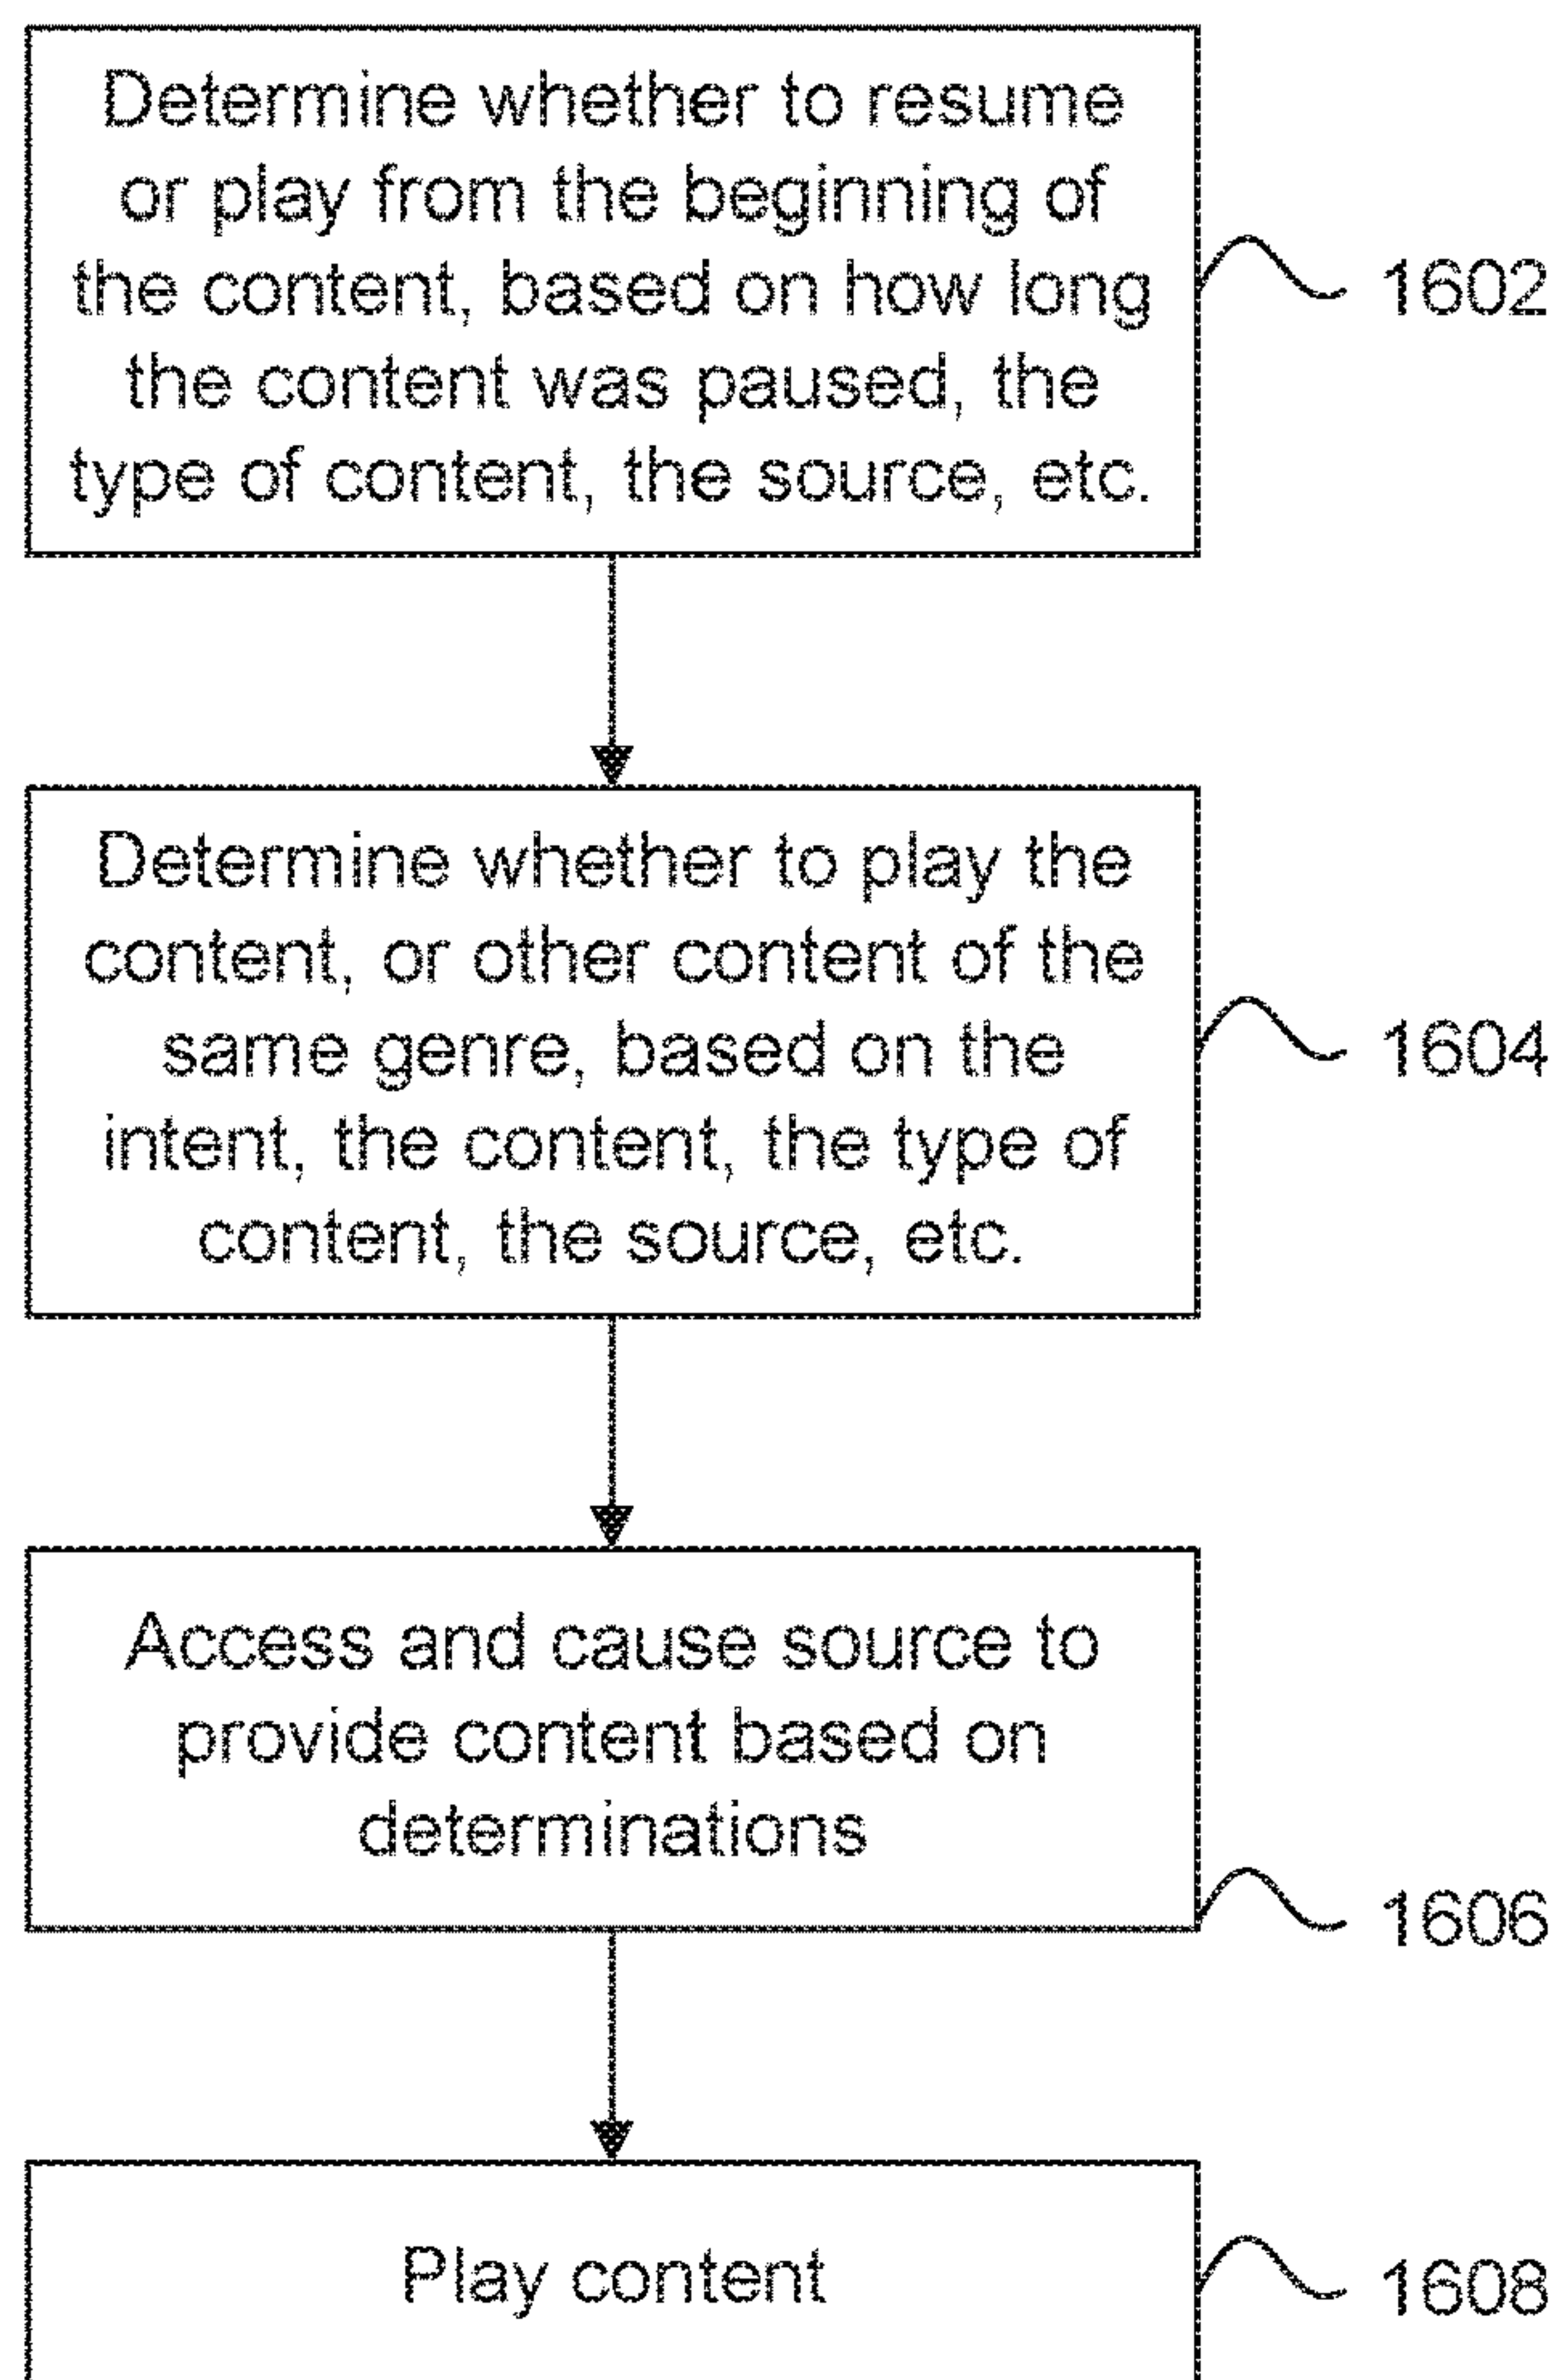 Determine whether to resume
or play from the beginning of
the content, based on how long
the content was paused, the
type of content, the source, etc.
1602
Determine whether to play the
content, or other content of the
same genre, based on the
intent, the content, the type of
content, the source, etc.
1604
Access and cause source to
provide content based on
determinations
1606
Play content
1608